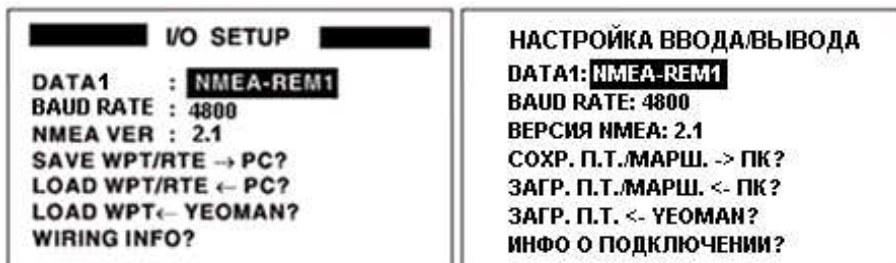 I/O SETUP
DATA1 : NMEA-REM1
BAUD RATE : 4800
NMEA VER : 2.1
SAVE WPT/RTE → PC?
LOAD WPT/RTE ← PC?
LOAD WPT← YEOMAN?
WIRING INFO?
НАСТРОЙКА ВВОДА/ВЫВОДА
DATA1: NMEA-REM1
BAUD RATE: 4800
ВЕРСИЯ NMEA: 2.1
СОХР. П.Т./МАРШ. -> ПК?
ЗАГР. П.Т./МАРШ. <- ПК?
ЗАГР. П.Т. <- YEOMAN?
ИНФО О ПОДКЛЮЧЕНИИ?